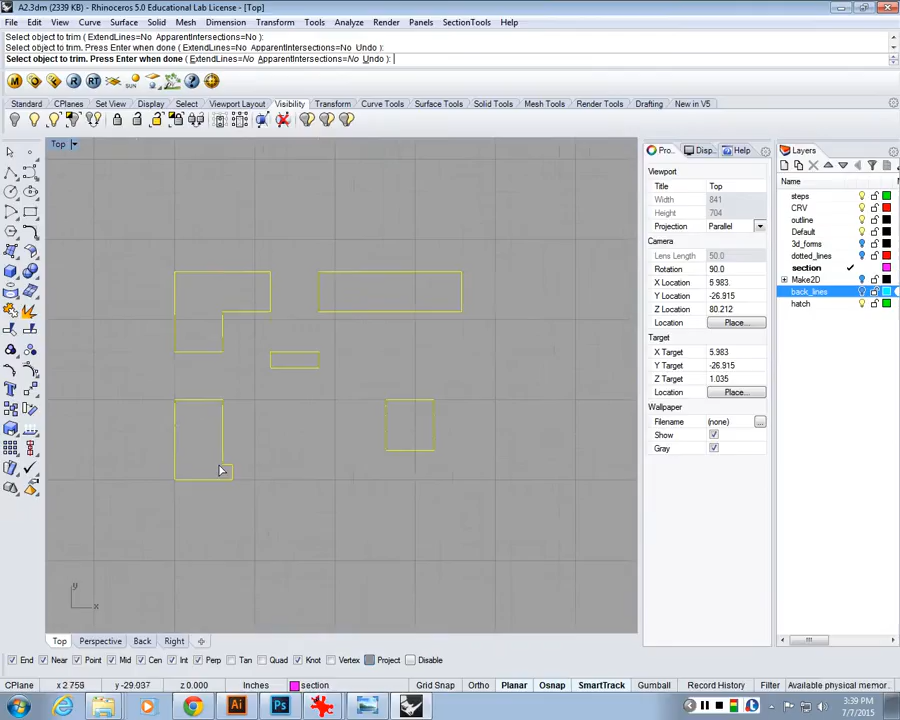 A2.3dm (2339 KB) - Rhinoceros 5.0 Educational Lab License - [Top]
File Edit View Curve Surface Solid Mesh Dimension Transform Tools Analyze Render Panels SectionTools Help
Select object to trim. Press Enter when done ( ExtendLines=No ApparentIntersections=No ):
Select object to trim. Press Enter when done ( ExtendLines=No ApparentIntersections=No Undo ):
Select object to trim. Press Enter when done ( ExtendLines=No ApparentIntersections=No Undo ):
Standard CPlanes Set View Display Select Viewport Layout Visibility Transform Curve Tools Surface Tools Solid Tools Mesh Tools Render Tools Drafting New in V5
Top
Pro.. Disp.. Help
Viewport
Title Top
Width 841
Height 704
Projection Parallel
Camera
Lens Length 50.0
Rotation 90.0
X Location 5.983
Y Location -26.915
Z Location 80.212
Location Place...
Target
X Target 5.983
Y Target -26.915
Z Target 1.035
Location Place...
Wallpaper
Filename (none)
Show
Gray
Layers
Name
steps
CRV
outline
Default
3d_forms
dotted_lines
section
Make2D
back_lines
hatch
y
x
Top Perspective Back Right
End Near Point Mid Cen Int Perp Tan Quad Knot Vertex Project Disable
CPlane x 2.758 y -29.037 z 0.000 Inches section Grid Snap Ortho Planar Osnap SmartTrack Gumball Record History Filter Available physical memor..
3:39 PM
7/7/2015